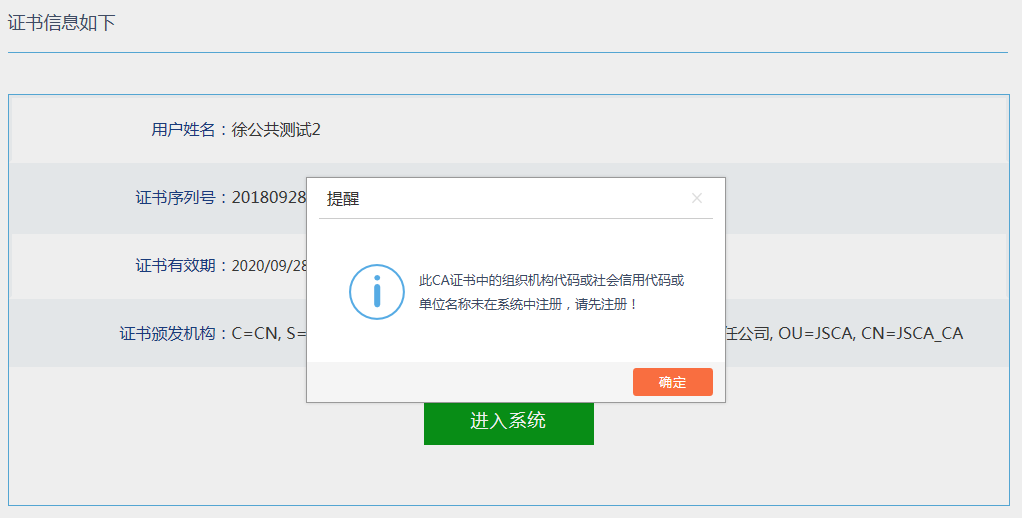 证书信息如下
用户姓名：徐公共测试2
证书序列号：20180928
提醒
×
证书有效期：2020/09/28
此CA证书中的组织机构代码或社会信用代码或
单位名称未在系统中注册，请先注册！
证书颁发机构：C=CN, S=
任公司, OU=JSCA, CN=JSCA_CA
确定
进入系统